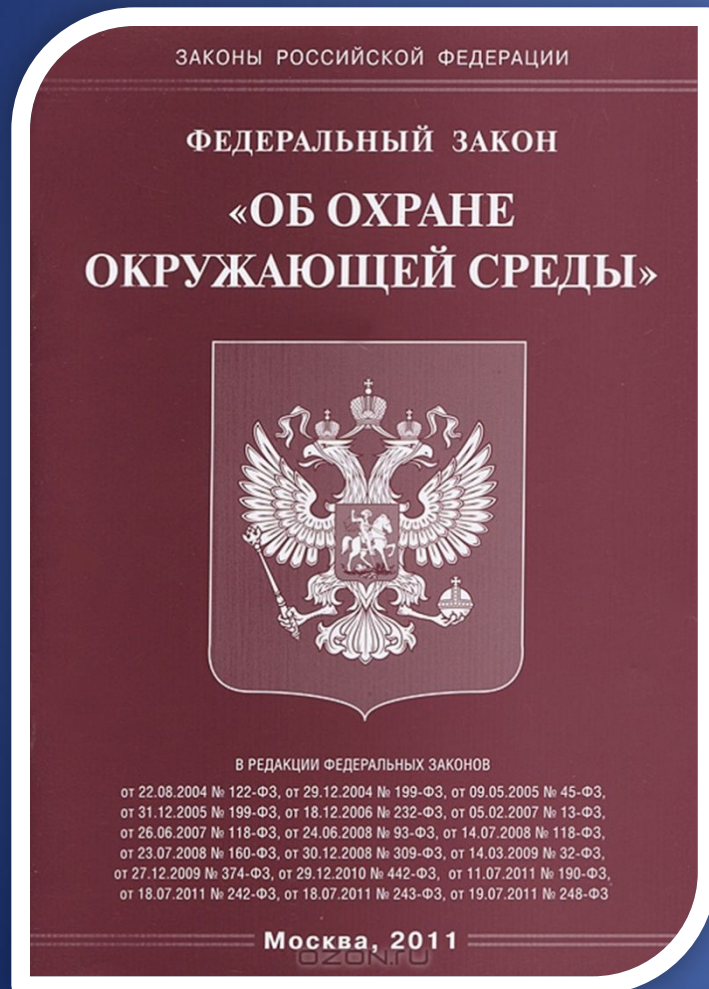 ЗАКОНЫ РОССИЙСКОЙ ФЕДЕРАЦИИ
ФЕДЕРАЛЬНЫЙ ЗАКОН
«ОБ ОХРАНЕ
ОКРУЖАЮЩЕЙ СРЕДЫ»
В РЕДАКЦИИ ФЕДЕРАЛЬНЫХ ЗАКОНОВ
от 22.08.2004 № 122-ФЗ, от 29.12.2004 № 199-ФЗ, от 09.05.2005 № 45-ФЗ,
от 31.12.2005 № 199-ФЗ, от 18.12.2006 № 232-ФЗ, от 05.02.2007 № 13-ФЗ,
от 26.06.2007 № 118-ФЗ, от 24.06.2008 № 93-ФЗ, от 14.07.2008 № 118-ФЗ,
от 23.07.2008 № 160-ФЗ, от 30.12.2008 № 309-ФЗ, от 14.03.2009 № 32-ФЗ,
от 27.12.2009 № 374-ФЗ, от 29.12.2010 № 442-ФЗ, от 11.07.2011 № 190-ФЗ,
от 18.07.2011 № 242-ФЗ, от 18.07.2011 № 243-ФЗ, от 19.07.2011 № 248-ФЗ
Москва, 2011
ozon.ru